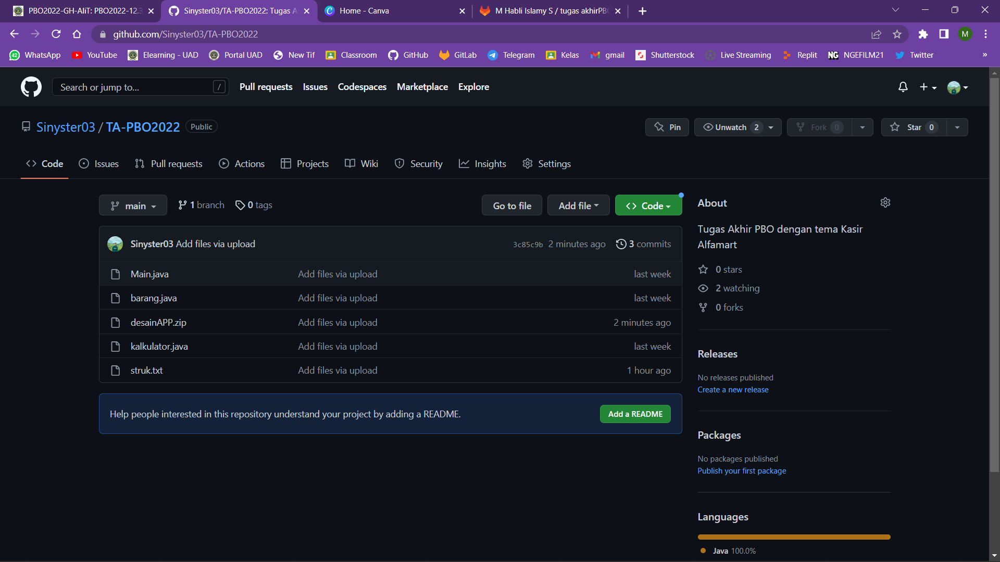 PBO2022-GH-AliT: PBO2022-12.3
Sinyster03/TA-PBO2022: Tugas A
Home - Canva
M Habli Islamy S / tugas akhirPBO
github.com/Sinyster03/TA-PBO2022
M
42 WhatsApp
YouTube
Elearning - UAD
Portal UAD
New Tif
Classroom
GitHub
GitLab
Telegram
Kelas
gmail
Shutterstock
Live Streaming
Replit
NG NGEFILM21
Twitter
»
Search or jump to... /
Pull requests
Issues
Codespaces
Marketplace
Explore
Sinyster03 / TA-PBO2022 Public
Pin
Unwatch 2
Fork 0
Star 0
Code
Issues
Pull requests
Actions
Projects
Wiki
Security
Insights
Settings
main
1 branch
0 tags
Go to file
Add file
Code
Sinyster03 Add files via upload 3c85c9b 2 minutes ago 3 commits
Main.java Add files via upload last week
barang.java Add files via upload last week
desainAPP.zip Add files via upload 2 minutes ago
kalkulator.java Add files via upload last week
struk.txt Add files via upload 1 hour ago
Help people interested in this repository understand your project by adding a README.
Add a README
About
Tugas Akhir PBO dengan tema Kasir
Alfamart
0 stars
2 watching
0 forks
Releases
No releases published
Create a new release
Packages
No packages published
Publish your first package
Languages
Java 100.0%